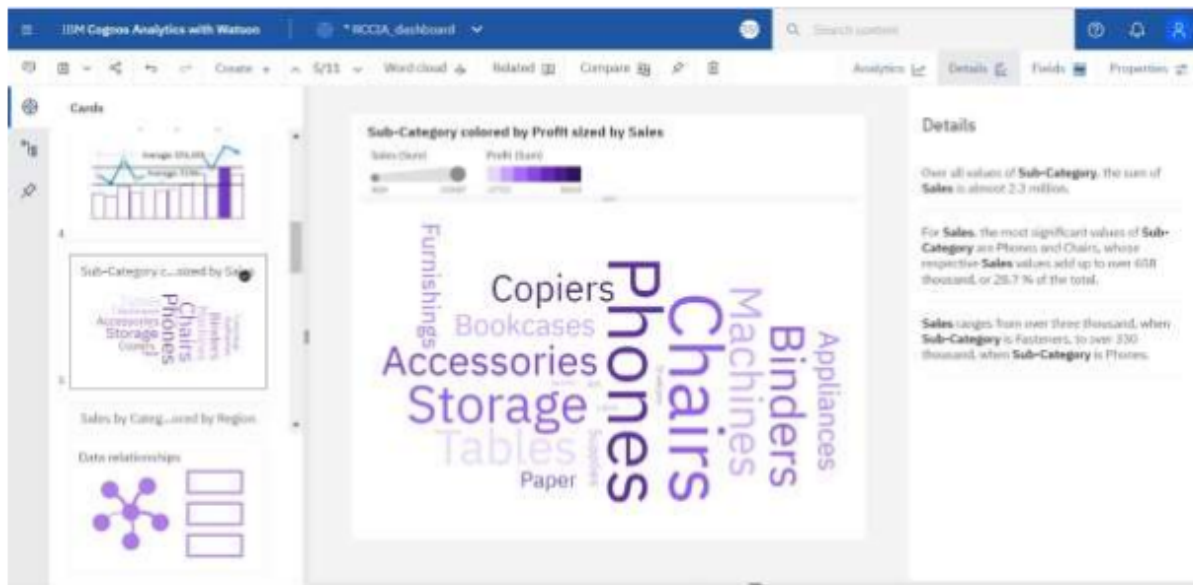 IBM Cognos Analytics with Watson
Search content
Create +
5/11
Word cloud
Related
Compare
Analytics
Details
Fields
Properties
Cards
4
Sub-Category c...sized by Sales
Furnishings
Accessories
Storage
Copiers
Phones
Chairs
5
Sales by Categ...ored by Region
Data relationships
Sub-Category colored by Profit sized by Sales
Sales (Sum)
Profit (Sum)
Furnishings
Copiers
Bookcases
Accessories
Storage
Tables
Paper
Supplies
Phones
Chairs
Machines
Binders
Appliances
Details
Over all values of Sub-Category, the sum of
Sales is almost 2.3 million.
For Sales, the most significant values of Sub-
Category are Phones and Chairs, whose
respective Sales values add up to over 658
thousand, or 28.7 % of the total.
Sales ranges from over three thousand, when
Sub-Category is Fasteners, to over 330
thousand, when Sub-Category is Phones.